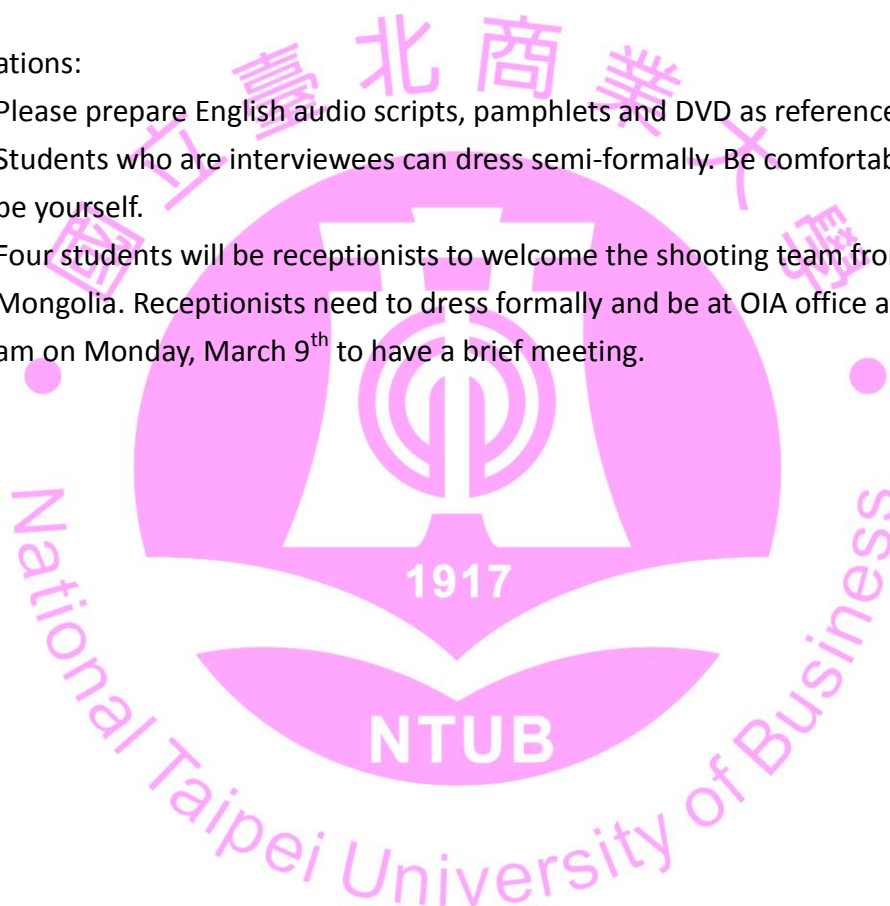 ations:
Please prepare English audio scripts, pamphlets and DVD as reference
Students who are interviewees can dress semi-formally. Be comfortab
be yourself.
Four students will be receptionists to welcome the shooting team fro
Mongolia. Receptionists need to dress formally and be at OIA office a
am on Monday, March 9th to have a brief meeting.
國立臺北商業大學
1917
NTUB
National Taipei University of Business